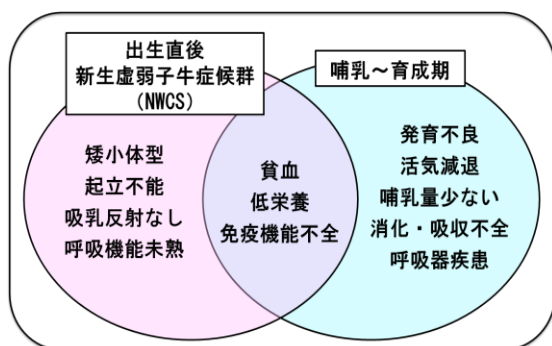 出生直後
新生虚弱子牛症候群
(NWCS)
哺乳～育成期
矮小体型
起立不能
吸乳反射なし
呼吸機能未熟
貧血
低栄養
免疫機能不全
発育不良
活気減退
哺乳量少ない
消化・吸収不全
呼吸器疾患